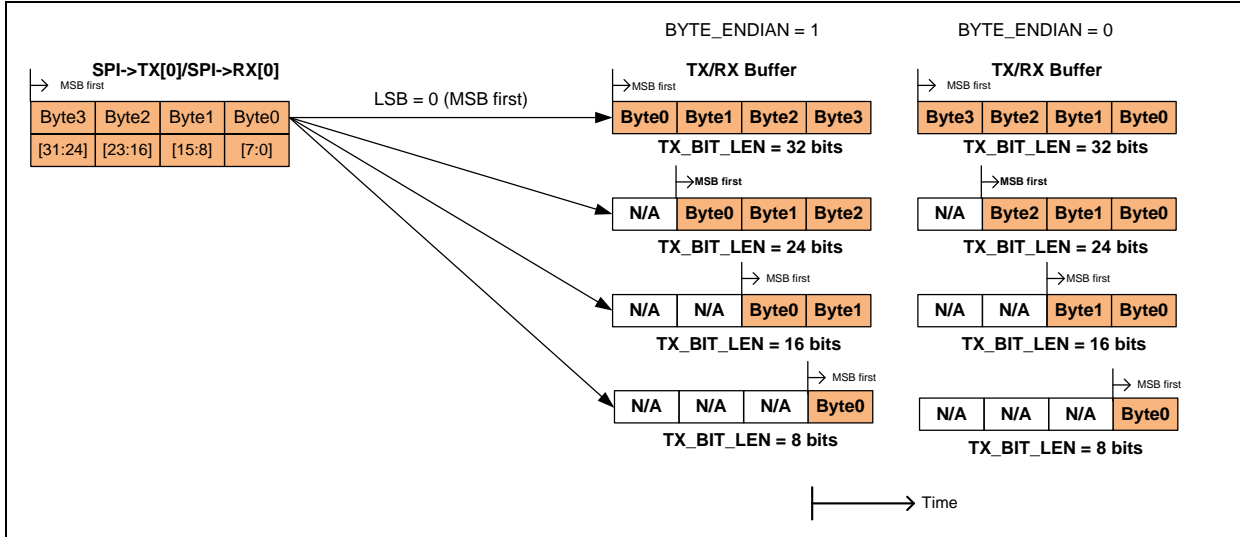 BYTE_ENDIAN = 1 BYTE_ENDIAN = 0
SPI->TX[0]/SPI->RX[0] TX/RX Buffer TX/RX Buffer
MSB first MSB first MSB first
LSB = 0 (MSB first)
Byte3 Byte2 Byte1 Byte0 Byte0 Byte1 Byte2 Byte3 Byte3 Byte2 Byte1 Byte0
[31:24] [23:16] [15:8] [7:0] TX_BIT_LEN = 32 bits TX_BIT_LEN = 32 bits
MSB first MSB first
N/A Byte0 Byte1 Byte2 N/A Byte2 Byte1 Byte0
TX_BIT_LEN = 24 bits TX_BIT_LEN = 24 bits
MSB first MSB first
N/A N/A Byte0 Byte1 N/A N/A Byte1 Byte0
TX_BIT_LEN = 16 bits TX_BIT_LEN = 16 bits
MSB first MSB first
N/A N/A N/A Byte0 N/A N/A N/A Byte0
TX_BIT_LEN = 8 bits TX_BIT_LEN = 8 bits
Time